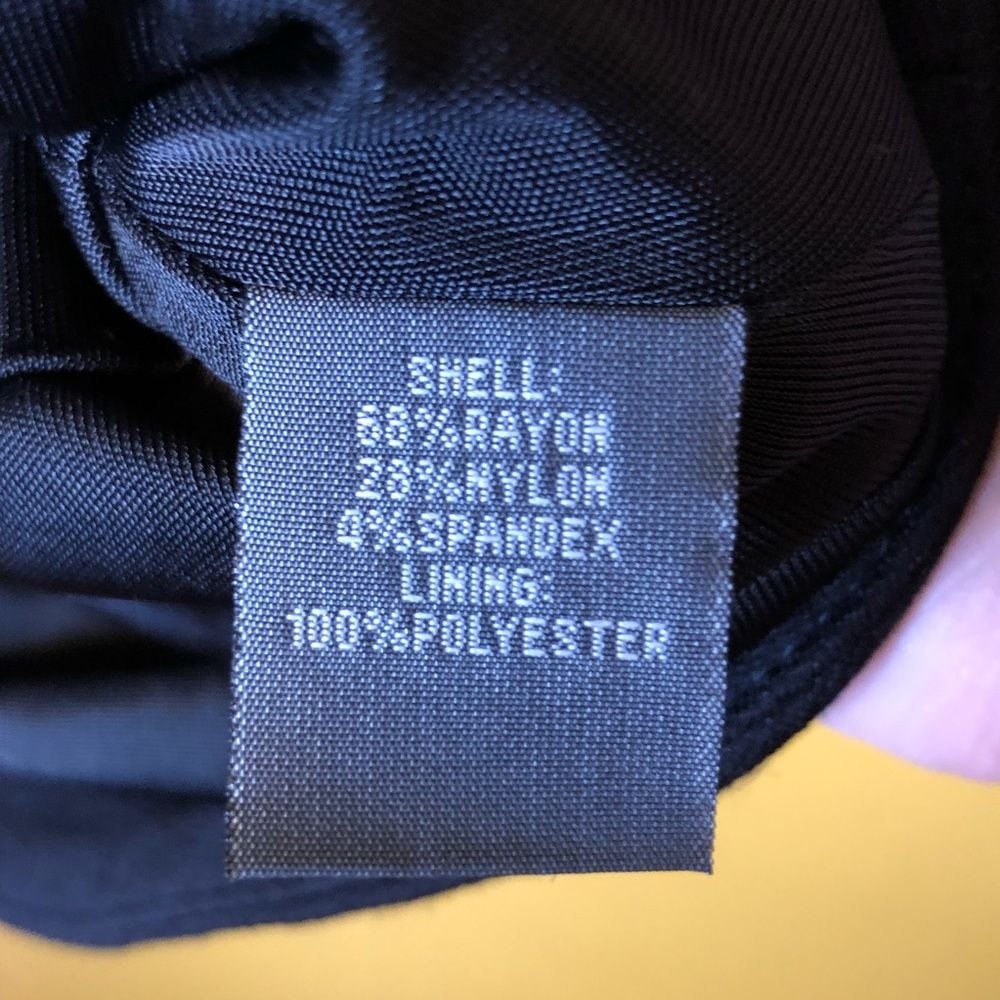 SHELL:
68%RAYON
28%NYLON
4%SPANDEX
LINING:
100%POLYESTER